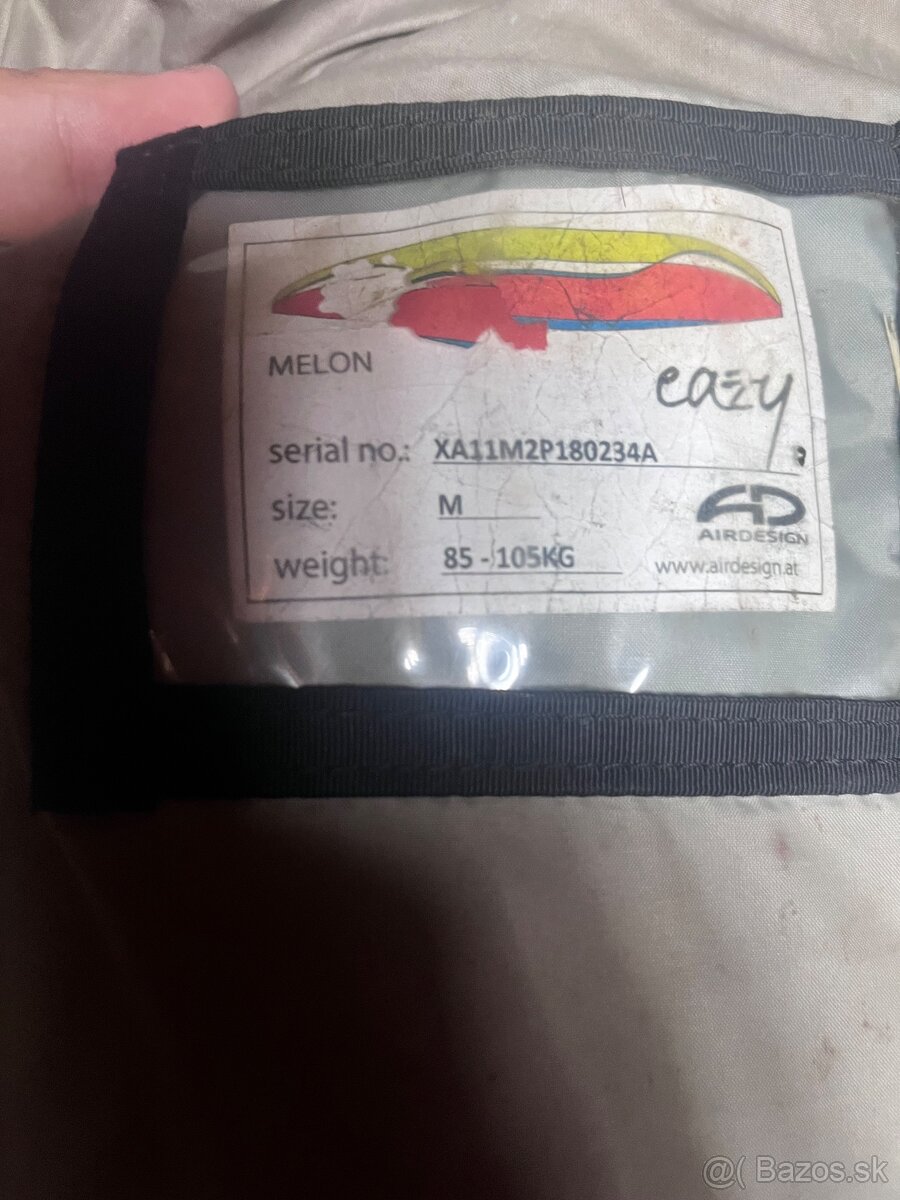 MELON
eazy
serial no.: XA11M2P180234A
size: M
AIRDESIGN
weight: 85 - 105KG
www.airdesign.at
@( Bazos.sk